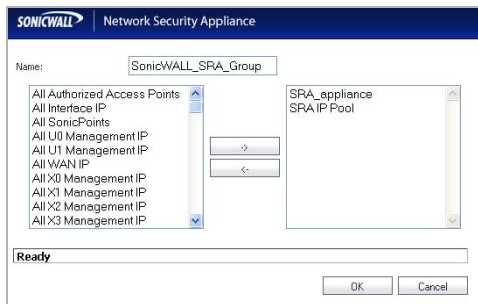 SONICWALL Network Security Appliance
Name: SonicWALL_SRA_Group
All Authorized Access Points
All Interface IP
All SonicPoints
All U0 Management IP
All U1 Management IP
All WAN IP
All X0 Management IP
All X1 Management IP
All X2 Management IP
All X3 Management IP
->
<-
SRA_appliance
SRA IP Pool
Ready
OK Cancel